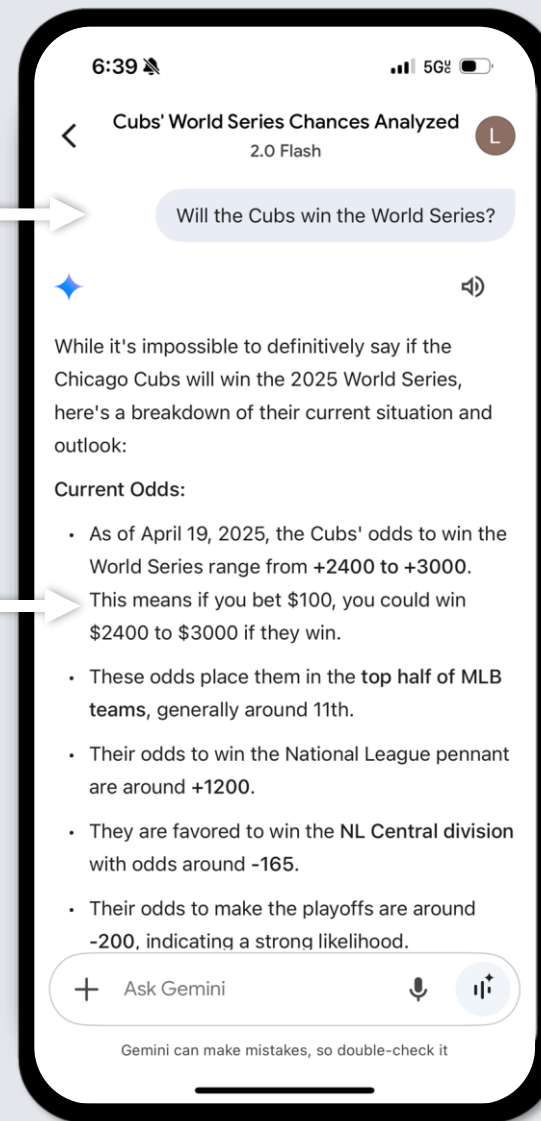 6:39
5G
Cubs' World Series Chances Analyzed
2.0 Flash
L
Will the Cubs win the World Series?
While it's impossible to definitively say if the
Chicago Cubs will win the 2025 World Series,
here's a breakdown of their current situation and
outlook:
Current Odds:
• As of April 19, 2025, the Cubs' odds to win the
World Series range from +2400 to +3000.
This means if you bet $100, you could win
$2400 to $3000 if they win.
• These odds place them in the top half of MLB
teams, generally around 11th.
• Their odds to win the National League pennant
are around +1200.
• They are favored to win the NL Central division
with odds around -165.
• Their odds to make the playoffs are around
-200, indicating a strong likelihood.
Ask Gemini
Gemini can make mistakes, so double-check it